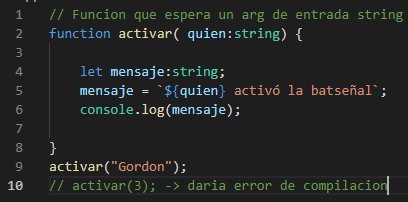 1 // Funcion que espera un arg de entrada string
2 function activar( quien:string) {
3
4 let mensaje:string;
5 mensaje = `${quien} activó la batseñal`;
6 console.log(mensaje);
7
8 }
9 activar("Gordon");
10 // activar(3); -> daria error de compilacion